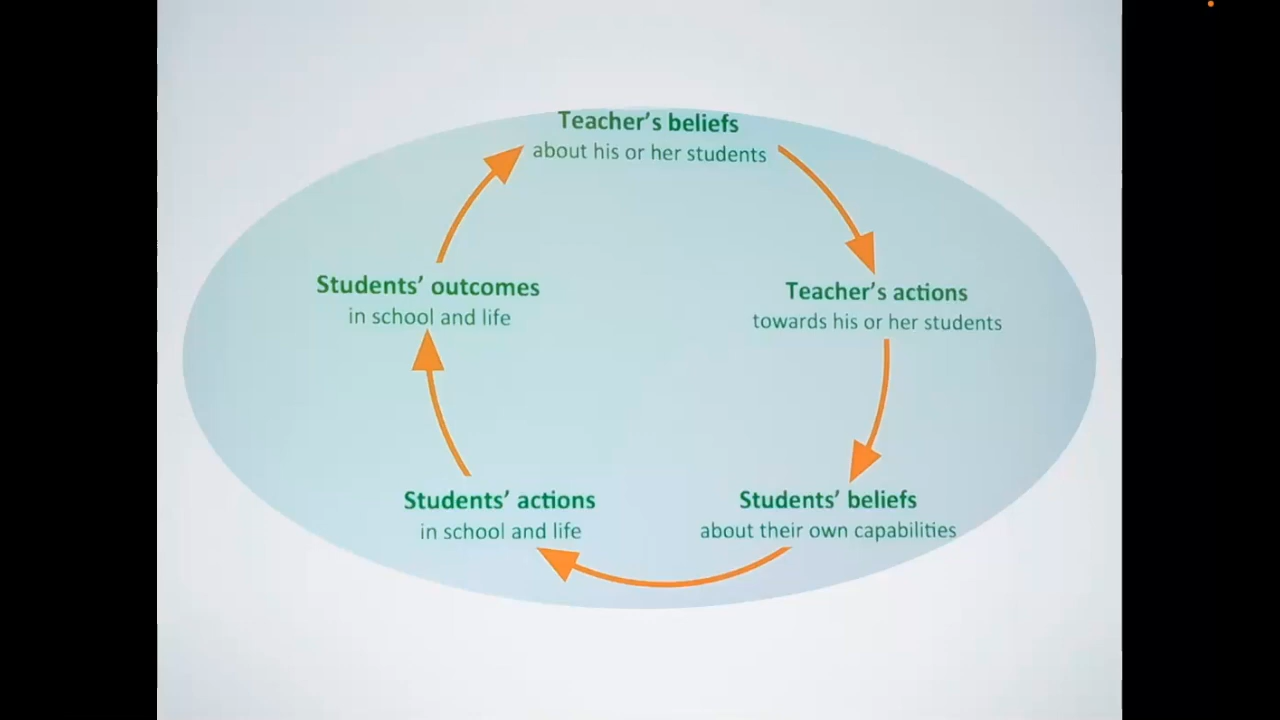 Teacher's beliefs
about his or her students
Teacher's actions
towards his or her students
Students' beliefs
about their own capabilities
Students' actions
in school and life
Students' outcomes
in school and life